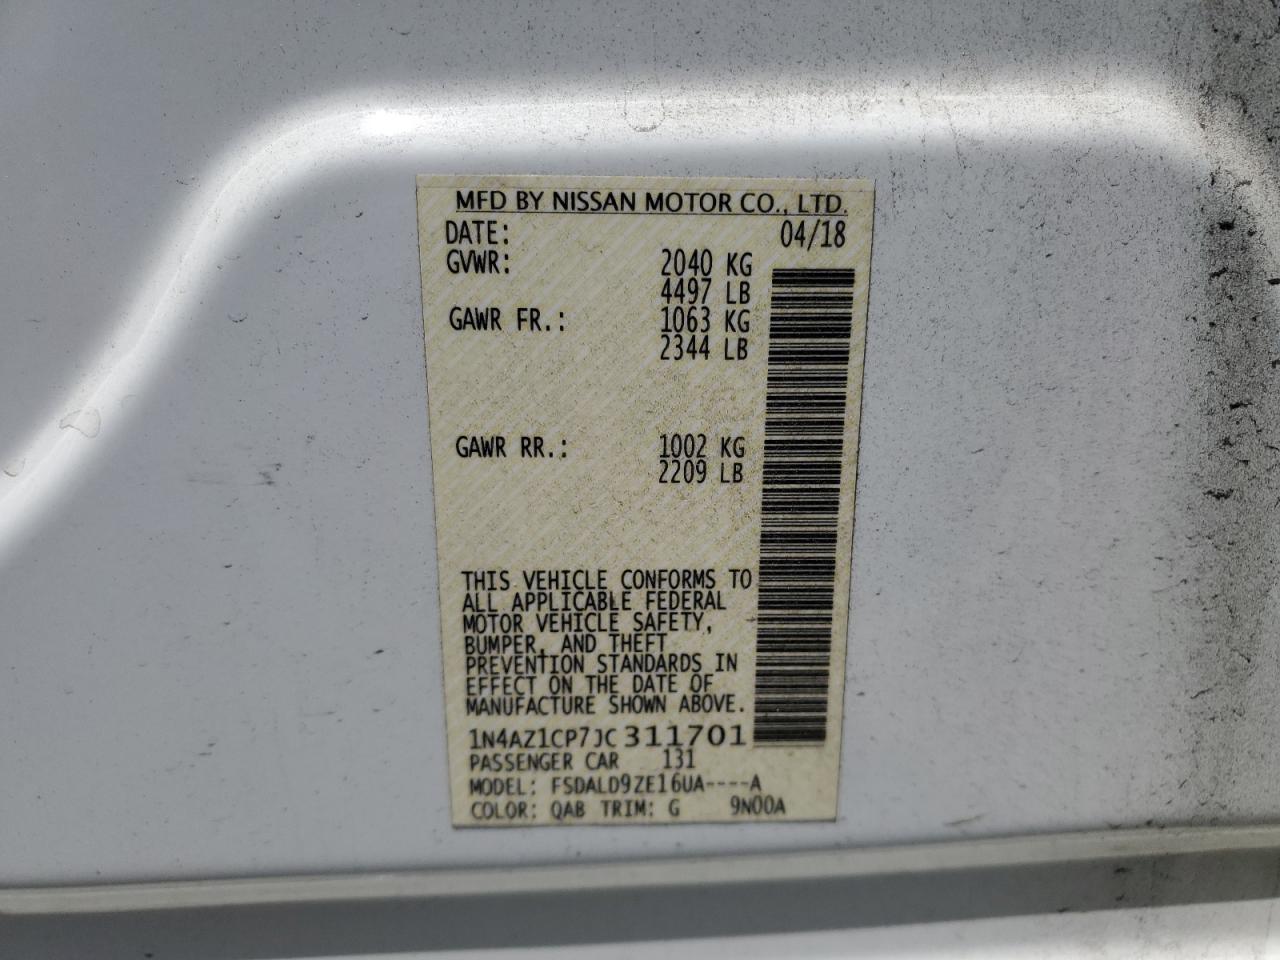 MFD BY NISSAN MOTOR CO., LTD.
DATE: 04/18
GVWR: 2040 KG
4497 LB
GAWR FR.: 1063 KG
2344 LB
GAWR RR.: 1002 KG
2209 LB
THIS VEHICLE CONFORMS TO
ALL APPLICABLE FEDERAL
MOTOR VEHICLE SAFETY,
BUMPER, AND THEFT
PREVENTION STANDARDS IN
EFFECT ON THE DATE OF
MANUFACTURE SHOWN ABOVE.
1N4AZ1CP7JC311701
PASSENGER CAR 131
MODEL: FSDALD9ZE16UA----A
COLOR: QAB TRIM: G 9N00A